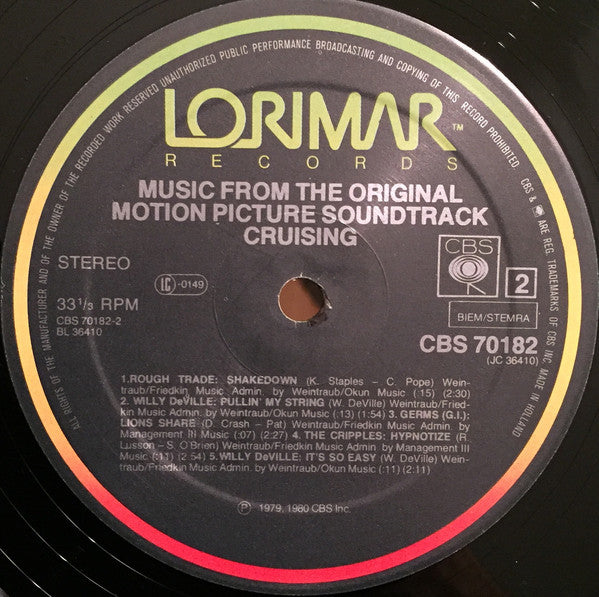 ALL RIGHTS OF THE MANUFACTURER AND OF THE OWNER OF THE RECORDED WORK RESERVED UNAUTHORIZED PUBLIC PERFORMANCE BROADCASTING AND COPYING OF THIS RECORD PROHIBITED. CBS & ARE REG. TRADEMARKS OF CBS INC. MADE IN HOLLAND
LORIMAR™
RECORDS
MUSIC FROM THE ORIGINAL
MOTION PICTURE SOUNDTRACK
CRUISING
STEREO
LC -0149
CBS
2
33 1/3 RPM
BIEM/STEMRA
CBS 70182-2
BL 36410
CBS 70182
(JC 36410)
1.ROUGH TRADE: SHAKEDOWN (K. Staples – C. Pope) Wein-
traub/Friedkin Music Admin. by Weintraub/Okun Music (:15) (2:30)
2. WILLY DeVILLE: PULLIN' MY STRING (W. DeVille) Weintraub/Fried-
kin Music Admin. by Weintraub/Okun Music (:13) (1:54) 3. GERMS (G.I.):
LIONS SHARE (D. Crash – Pat) Weintraub/Friedkin Music Admin. by
Management III Music (:07) (2:27) 4. THE CRIPPLES: HYPNOTIZE (R.
Lusson – S. O'Brien) Weintraub/Friedkin Music Admin. by Management III
Music (:11) (2:54) 5.WILLY DeVILLE: IT'S SO EASY (W. DeVille) Wein-
traub/Friedkin Music Admin. by Weintraub/Okun Music (:11) (2:11)
Ⓟ 1979, 1980 CBS Inc.